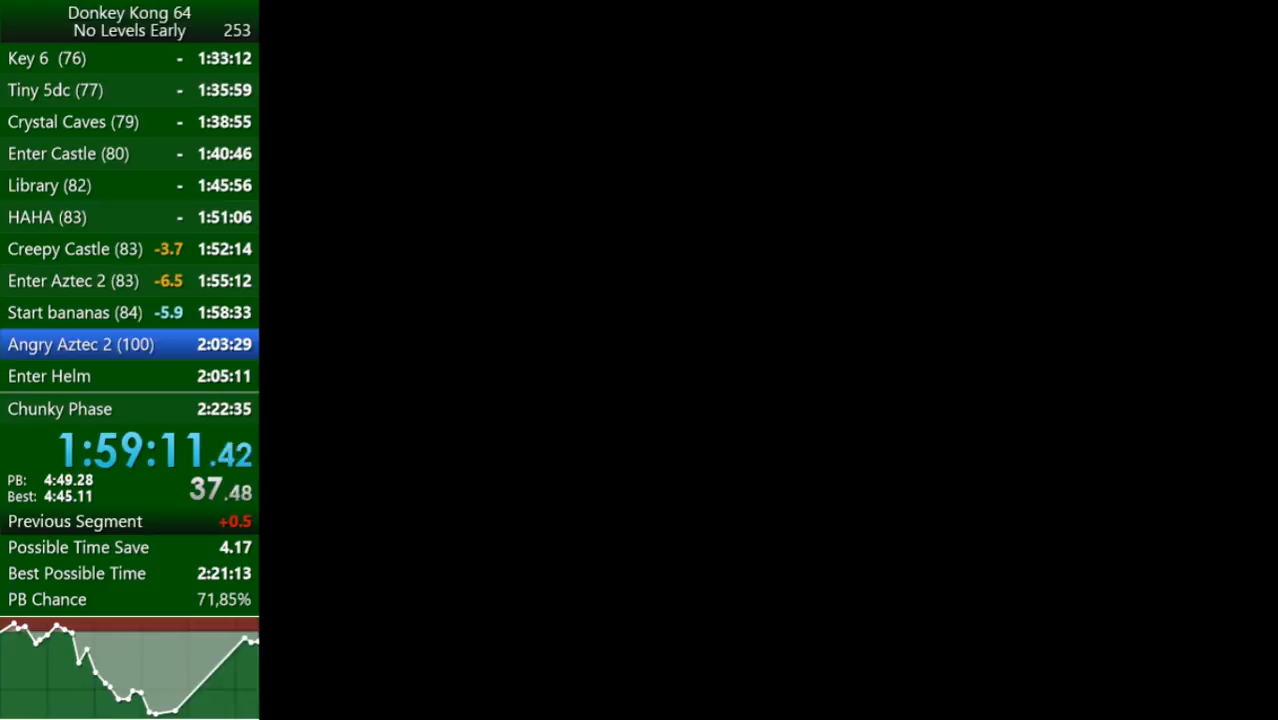 Donkey Kong 64
No Levels Early 253
Key 6 (76) - 1:33:12
Tiny 5dc (77) - 1:35:59
Crystal Caves (79) - 1:38:55
Enter Castle (80) - 1:40:46
Library (82) - 1:45:56
HAHA (83) - 1:51:06
Creepy Castle (83) -3.7 1:52:14
Enter Aztec 2 (83) -6.5 1:55:12
Start bananas (84) -5.9 1:58:33
Angry Aztec 2 (100) 2:03:29
Enter Helm 2:05:11
Chunky Phase 2:22:35
1:59:11.42
PB: 4:49.28
Best: 4:45.11 37.48
Previous Segment +0.5
Possible Time Save 4.17
Best Possible Time 2:21:13
PB Chance 71,85%